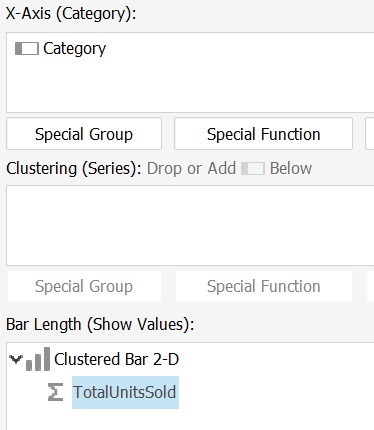 X-Axis (Category):
Category
Special Group Special Function
Clustering (Series): Drop or Add Below
Special Group Special Function
Bar Length (Show Values):
Clustered Bar 2-D
Σ TotalUnitsSold